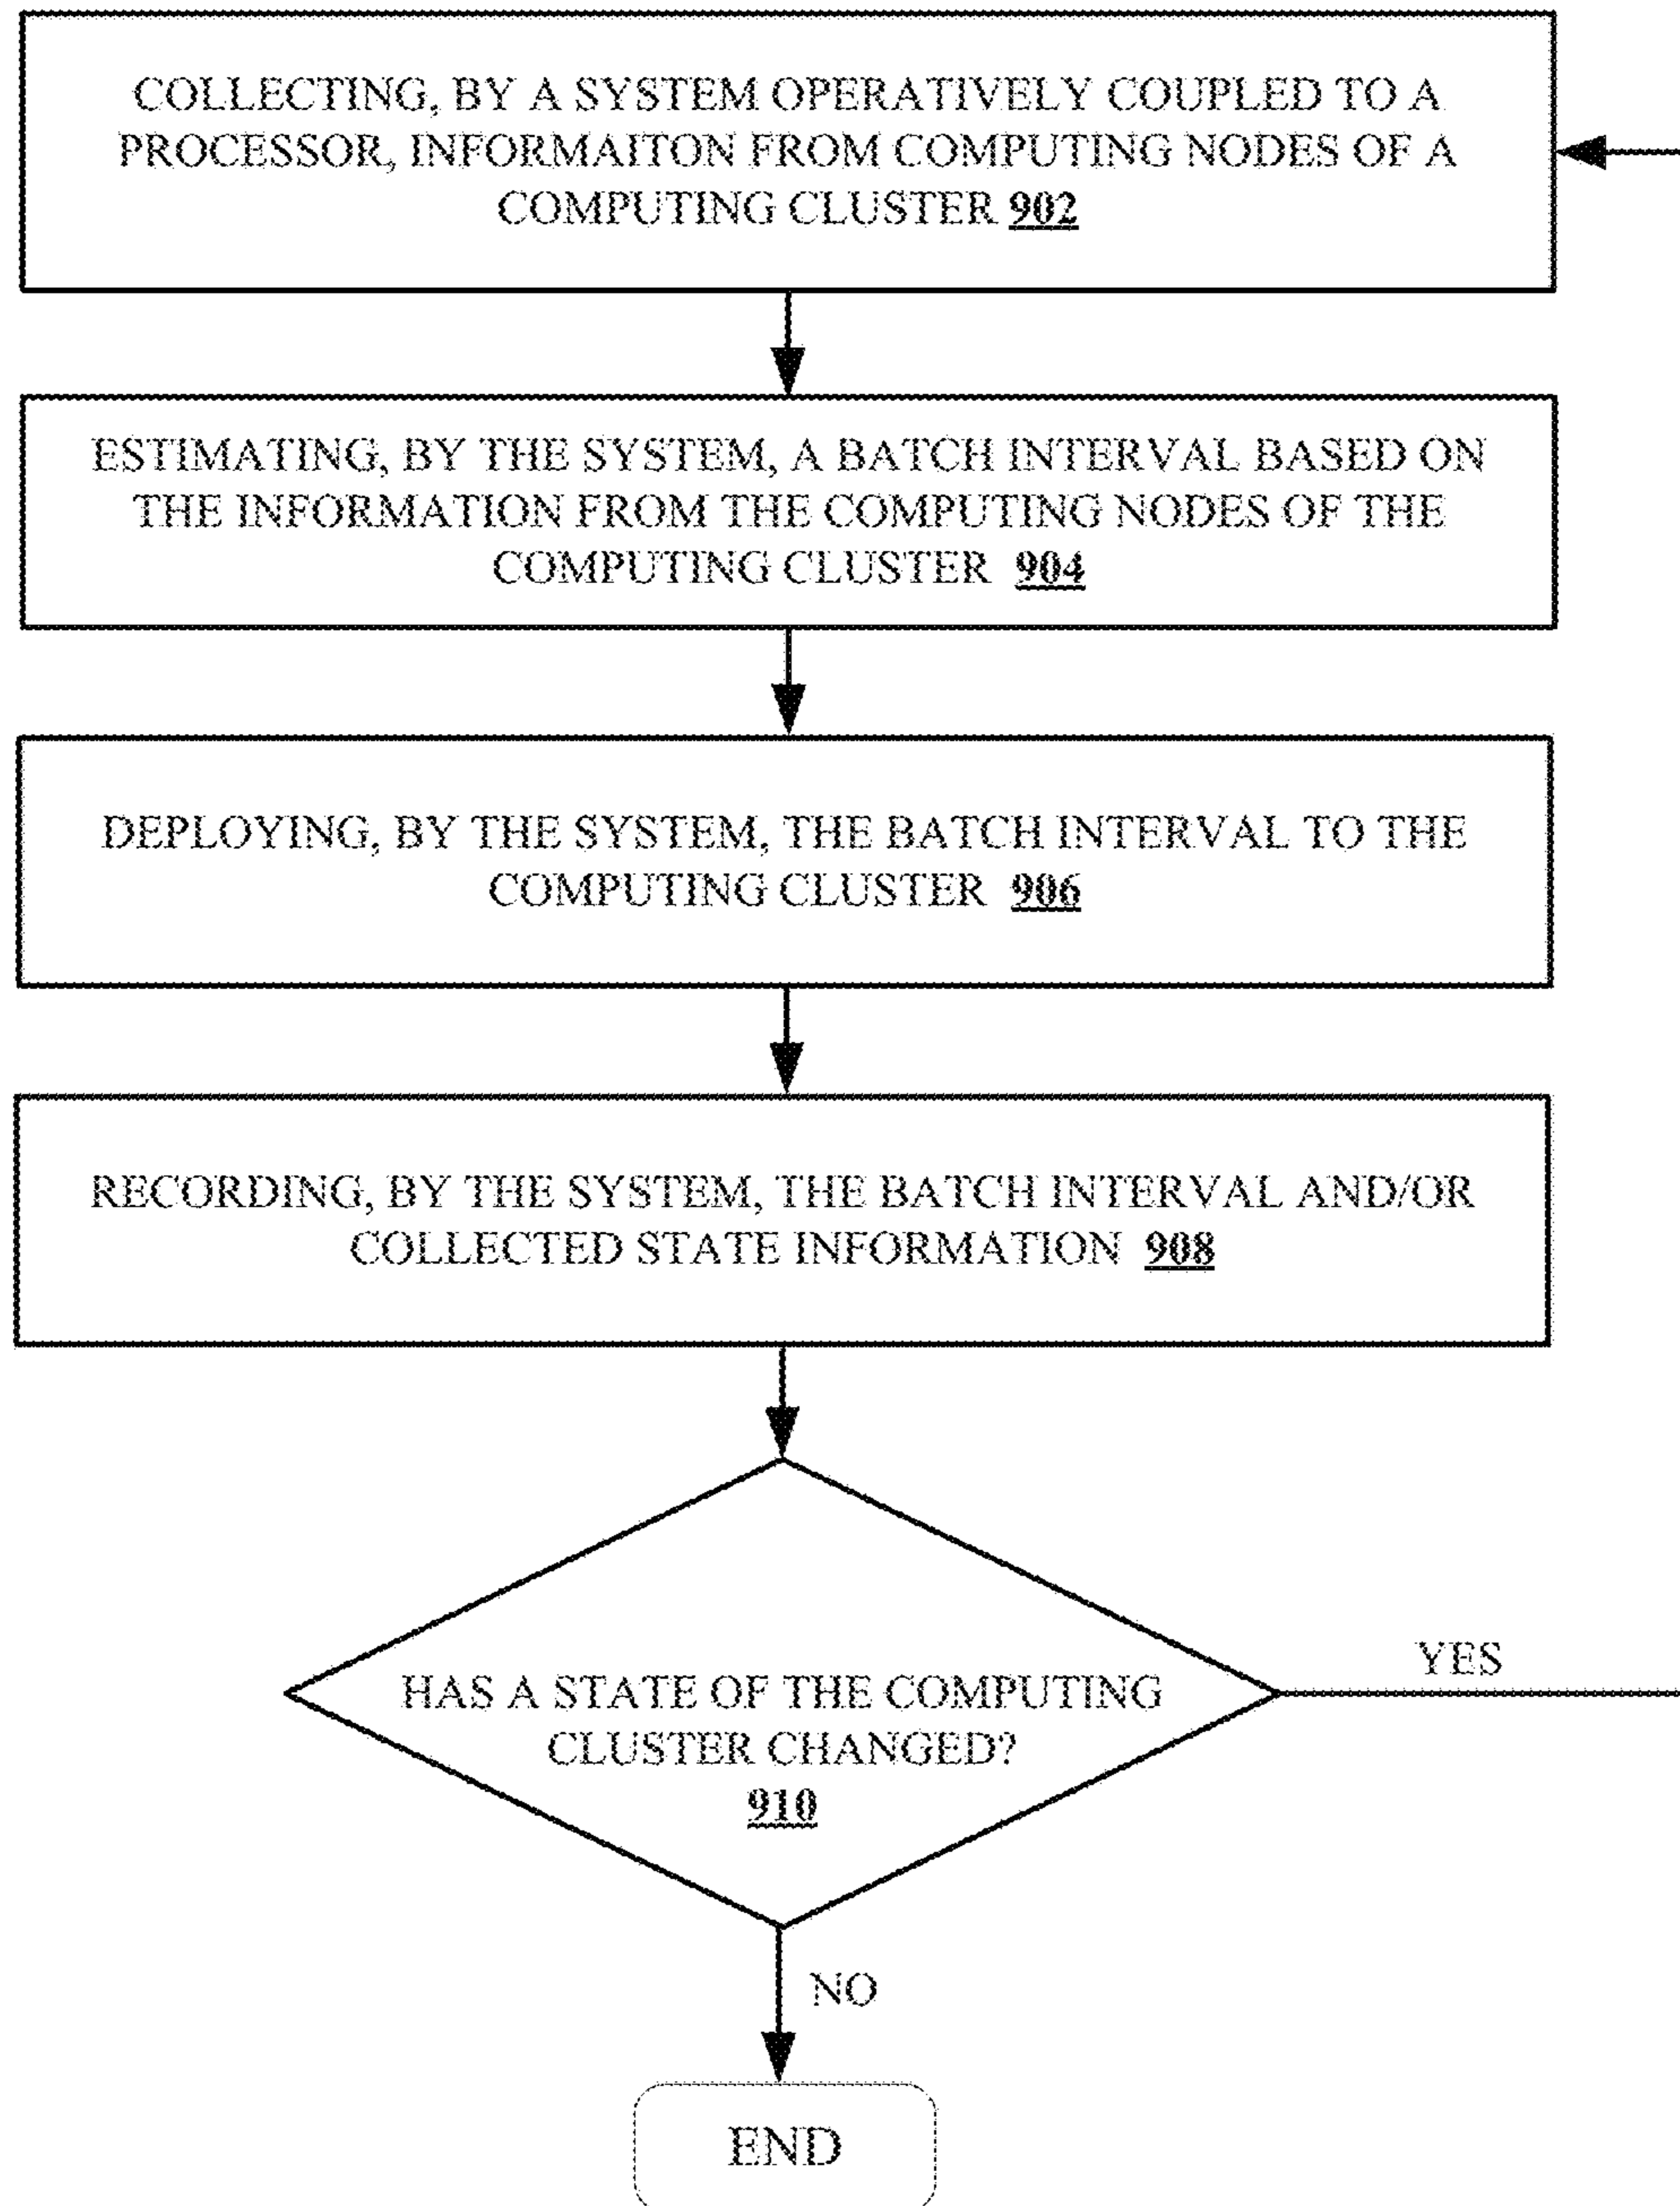 COLLECTING, BY A SYSTEM OPERATIVELY COUPLED TO A
PROCESSOR, INFORMAITON FROM COMPUTING NODES OF A
COMPUTING CLUSTER 902
ESTIMATING, BY THE SYSTEM, A BATCH INTERVAL BASED ON
THE INFORMATION FROM THE COMPUTING NODES OF THE
COMPUTING CLUSTER 904
DEPLOYING, BY THE SYSTEM, THE BATCH INTERVAL TO THE
COMPUTING CLUSTER 906
RECORDING, BY THE SYSTEM, THE BATCH INTERVAL AND/OR
COLLECTED STATE INFORMATION 908
HAS A STATE OF THE COMPUTING
CLUSTER CHANGED?
910
YES
NO
END